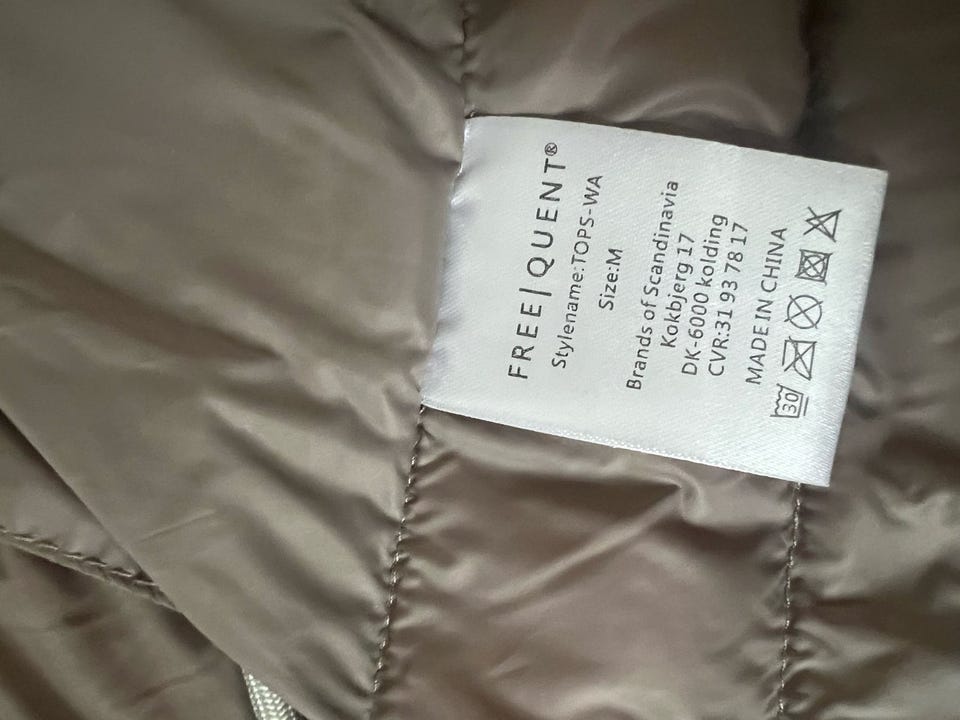 FREE|QUENT®
Stylename:TOPS-WA
Size:M
Brands of Scandinavia
Kokbjerg 17
DK-6000 kolding
CVR:31 93 78 17
MADE IN CHINA
30